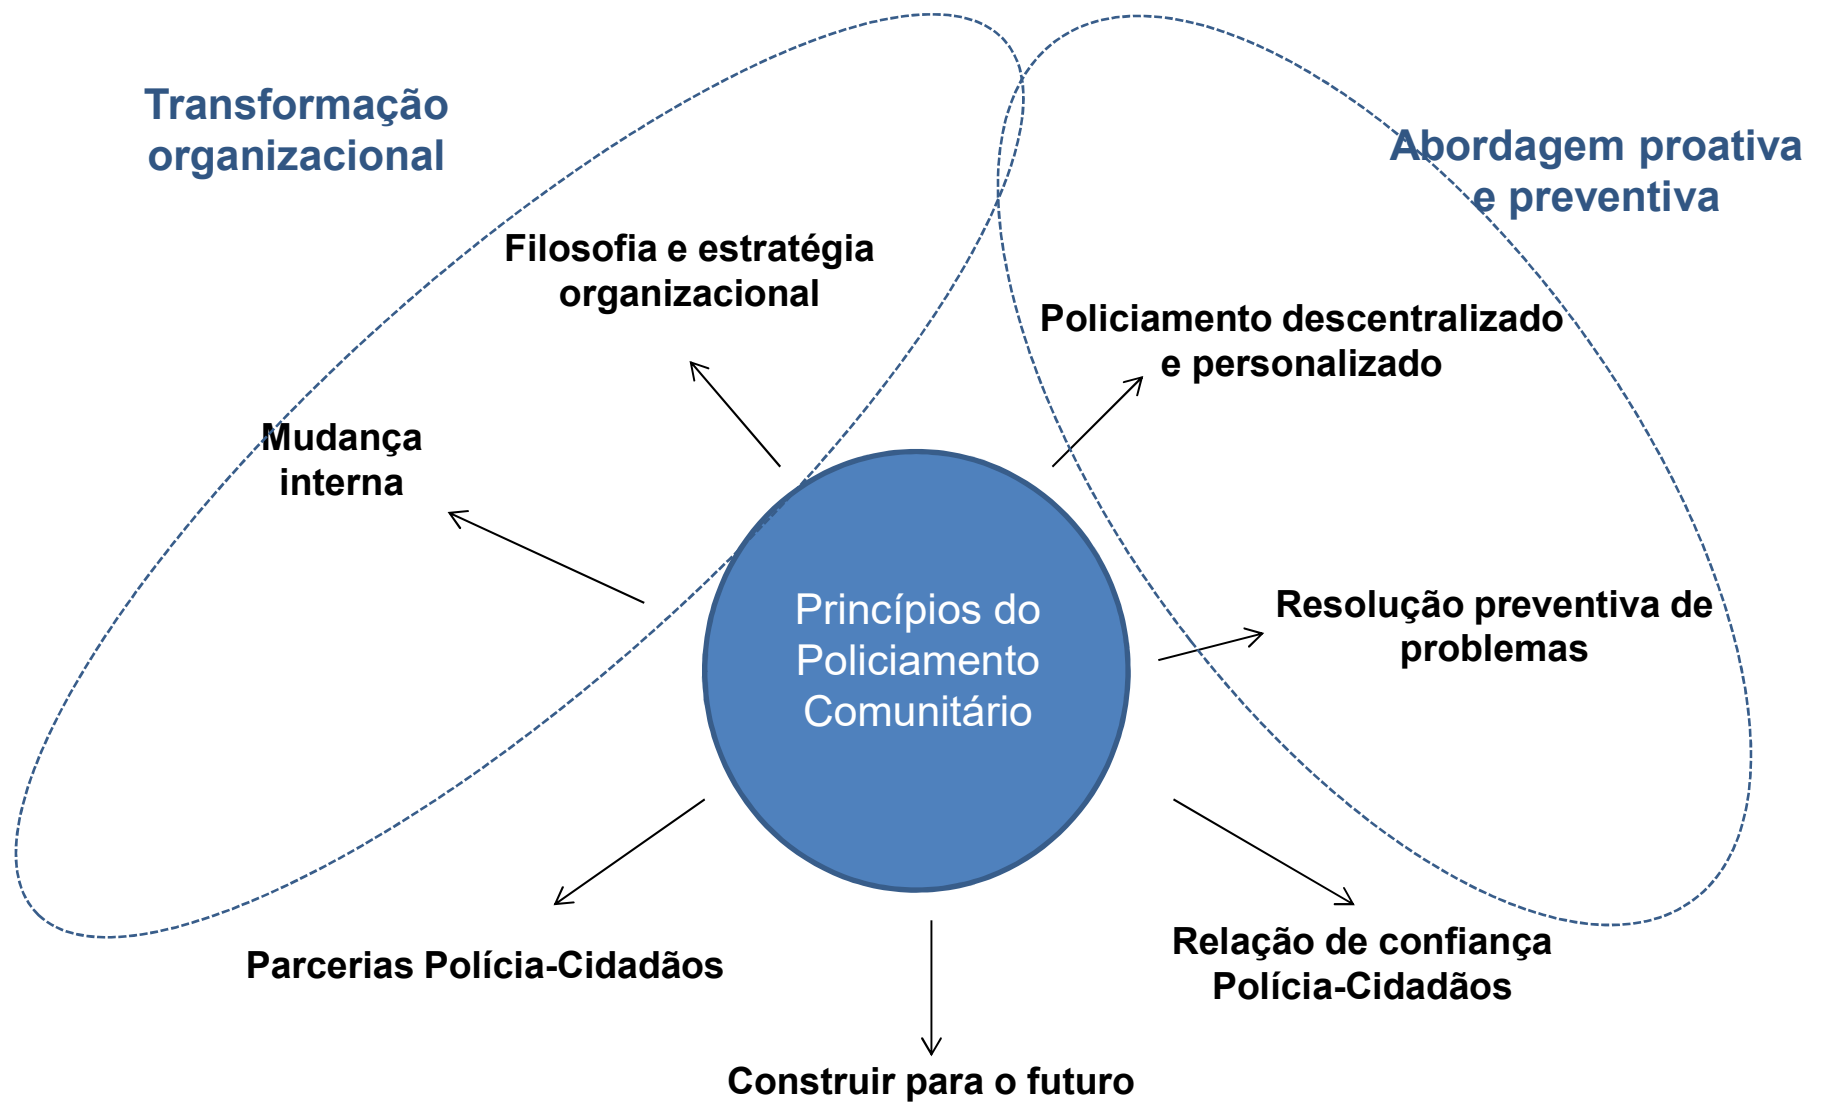 Transformação
organizacional
Abordagem proativa
e preventiva
Filosofia e estratégia
organizacional
Policiamento descentralizado
e personalizado
Mudança
interna
Princípios do
Policiamento
Comunitário
Resolução preventiva de
problemas
Parcerias Polícia-Cidadãos
Relação de confiança
Polícia-Cidadãos
Construir para o futuro